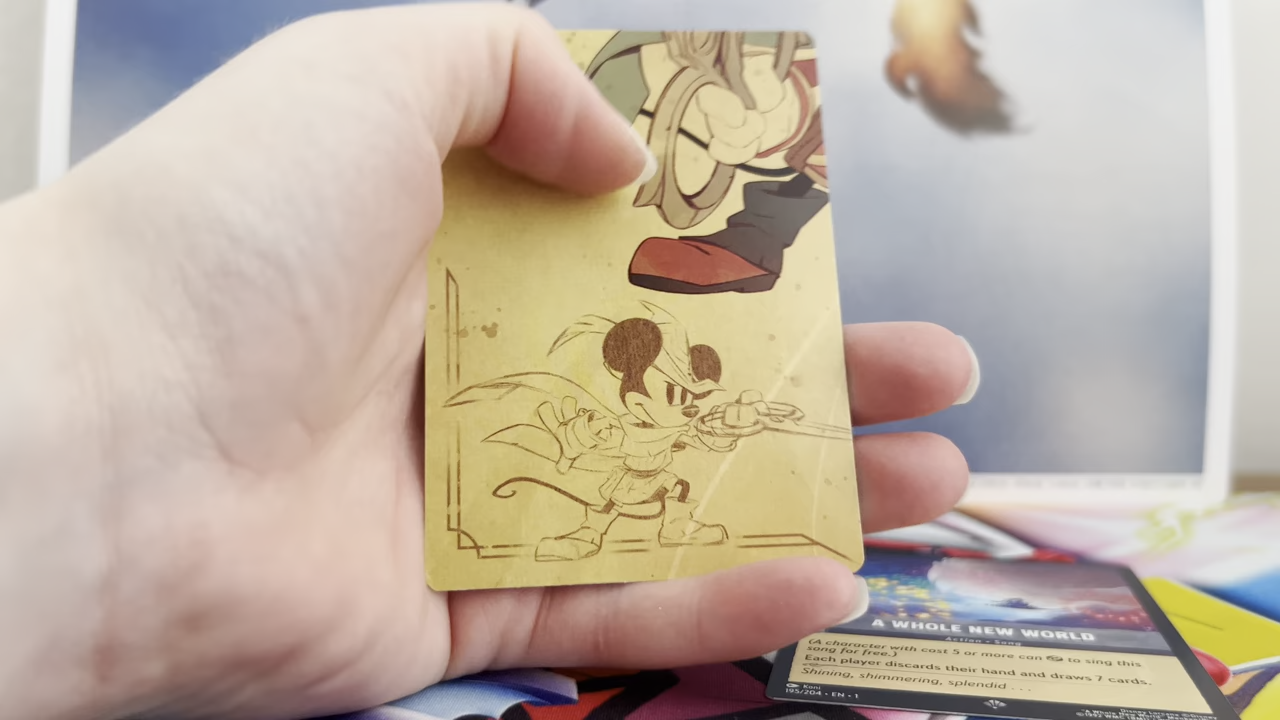 A WHOLE NEW WORLD
Action • Song
(A character with cost 5 or more can to sing this
song for free.)
Each player discards their hand and draws 7 cards.
Shining, shimmering, splendid . . .
Koni
195/204 • EN • 1